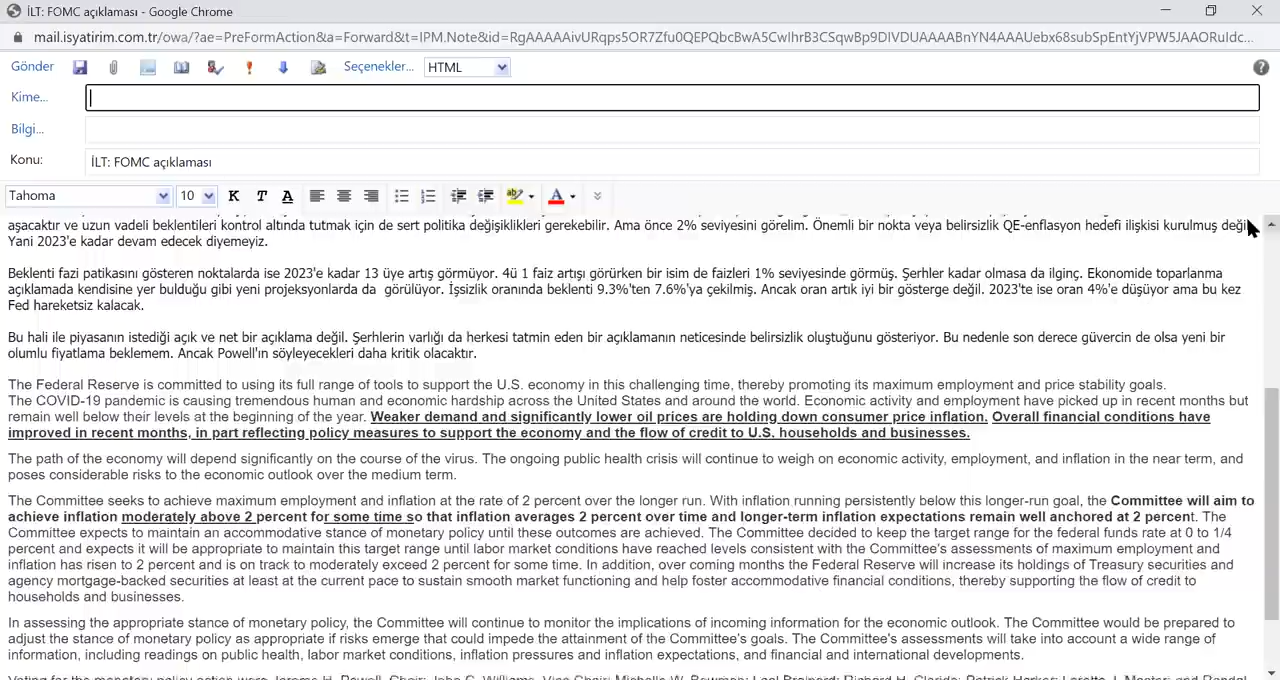 İLT: FOMC açıklaması - Google Chrome
mail.isyatirim.com.tr/owa/?ae=PreFormAction&a=Forward&t=IPM.Note&id=RgAAAAAivURqps5OR7Zfu0QEPQbcBwA5CwIhrB3CSqwBp9DIVDUAAAABnYN4AAAUebx68subSpEntYjVPW5JAAORuIdc...
Gönder Seçenekler... HTML
Kime...
Bilgi...
Konu: İLT: FOMC açıklaması
Tahoma 10 K T A
aşacaktır ve uzun vadeli beklentileri kontrol altında tutmak için de sert politika değişiklikleri gerekebilir. Ama önce 2% seviyesini görelim. Önemli bir nokta veya belirsizlik QE-enflasyon hedefi ilişkisi kurulmuş değil
Yani 2023'e kadar devam edecek diyemeyiz.
Beklenti fazi patikasını gösteren noktalarda ise 2023'e kadar 13 üye artış görmüyor. 4ü 1 faiz artışı görürken bir isim de faizleri 1% seviyesinde görmüş. Şerhler kadar olmasa da ilginç. Ekonomide toparlanma
açıklamada kendisine yer bulduğu gibi yeni projeksyonlarda da görülüyor. İşsizlik oranında beklenti 9.3%'ten 7.6%'ya çekilmiş. Ancak oran artık iyi bir gösterge değil. 2023'te ise oran 4%'e düşüyor ama bu kez
Fed hareketsiz kalacak.
Bu hali ile piyasanın istediği açık ve net bir açıklama değil. Şerhlerin varlığı da herkesi tatmin eden bir açıklamanın neticesinde belirsizlik oluştuğunu gösteriyor. Bu nedenle son derece güvercin de olsa yeni bir
olumlu fiyatlama beklemem. Ancak Powell'ın söyleyecekleri daha kritik olacaktır.
The Federal Reserve is committed to using its full range of tools to support the U.S. economy in this challenging time, thereby promoting its maximum employment and price stability goals.
The COVID-19 pandemic is causing tremendous human and economic hardship across the United States and around the world. Economic activity and employment have picked up in recent months but
remain well below their levels at the beginning of the year. Weaker demand and significantly lower oil prices are holding down consumer price inflation. Overall financial conditions have
improved in recent months, in part reflecting policy measures to support the economy and the flow of credit to U.S. households and businesses.
The path of the economy will depend significantly on the course of the virus. The ongoing public health crisis will continue to weigh on economic activity, employment, and inflation in the near term, and
poses considerable risks to the economic outlook over the medium term.
The Committee seeks to achieve maximum employment and inflation at the rate of 2 percent over the longer run. With inflation running persistently below this longer-run goal, the Committee will aim to
achieve inflation moderately above 2 percent for some time so that inflation averages 2 percent over time and longer-term inflation expectations remain well anchored at 2 percent. The
Committee expects to maintain an accommodative stance of monetary policy until these outcomes are achieved. The Committee decided to keep the target range for the federal funds rate at 0 to 1/4
percent and expects it will be appropriate to maintain this target range until labor market conditions have reached levels consistent with the Committee's assessments of maximum employment and
inflation has risen to 2 percent and is on track to moderately exceed 2 percent for some time. In addition, over coming months the Federal Reserve will increase its holdings of Treasury securities and
agency mortgage-backed securities at least at the current pace to sustain smooth market functioning and help foster accommodative financial conditions, thereby supporting the flow of credit to
households and businesses.
In assessing the appropriate stance of monetary policy, the Committee will continue to monitor the implications of incoming information for the economic outlook. The Committee would be prepared to
adjust the stance of monetary policy as appropriate if risks emerge that could impede the attainment of the Committee's goals. The Committee's assessments will take into account a wide range of
information, including readings on public health, labor market conditions, inflation pressures and inflation expectations, and financial and international developments.
Voting for the monetary policy action were Jerome H. Powell, Chair; John C. Williams, Vice Chair; Michelle W. Bowman; Lael Brainard; Richard H. Clarida; Patrick Harker; Loretta J. Mester; and Randal